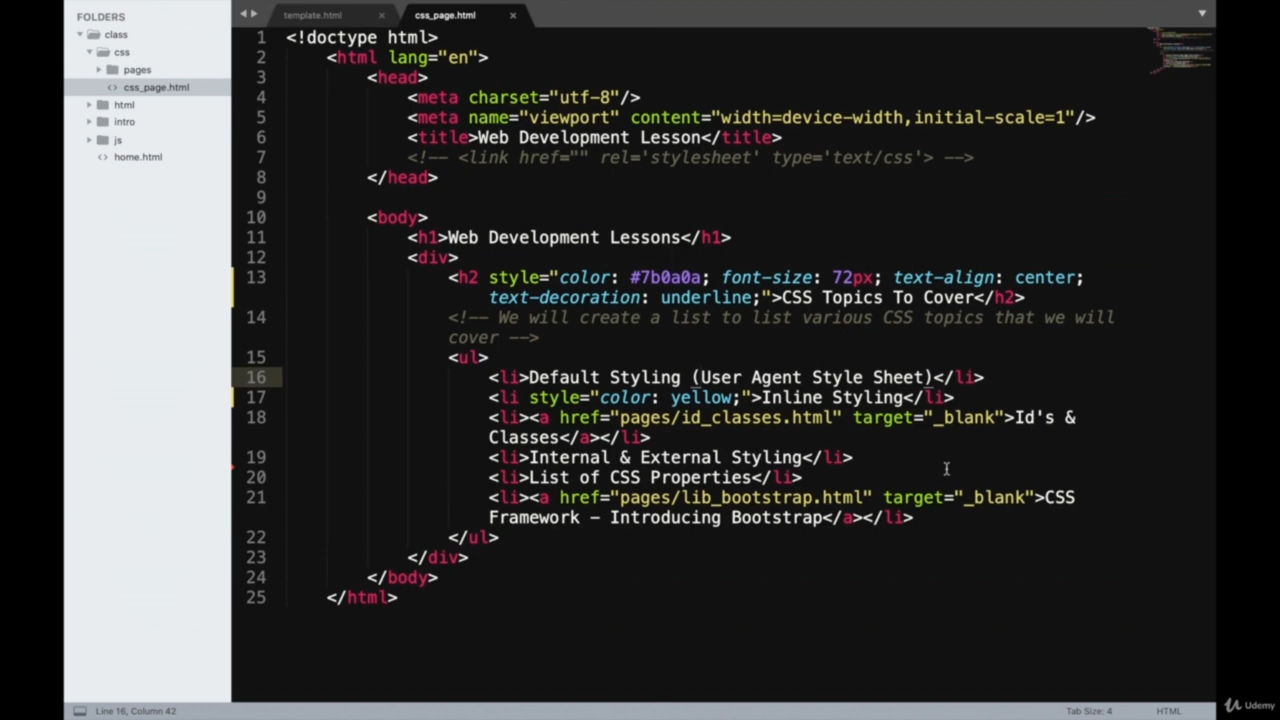 FOLDERS
class
css
pages
css_page.html
html
intro
js
home.html
template.html
css_page.html
1 <!doctype html>
2 <html lang="en">
3 <head>
4 <meta charset="utf-8"/>
5 <meta name="viewport" content="width=device-width,initial-scale=1"/>
6 <title>Web Development Lesson</title>
7 <!-- <link href="" rel='stylesheet' type='text/css'> -->
8 </head>
9
10 <body>
11 <h1>Web Development Lessons</h1>
12 <div>
13 <h2 style="color: #7b0a0a; font-size: 72px; text-align: center;
text-decoration: underline;">CSS Topics To Cover</h2>
14 <!-- We will create a list to list various CSS topics that we will
cover -->
15 <ul>
16 <li>Default Styling (User Agent Style Sheet)</li>
17 <li style="color: yellow;">Inline Styling</li>
18 <li><a href="pages/id_classes.html" target="_blank">Id's &
Classes</a></li>
19 <li>Internal & External Styling</li>
20 <li>List of CSS Properties</li>
21 <li><a href="pages/lib_bootstrap.html" target="_blank">CSS
Framework - Introducing Bootstrap</a></li>
22 </ul>
23 </div>
24 </body>
25 </html>
Line 16, Column 42
Tab Size: 4
HTML
Udemy